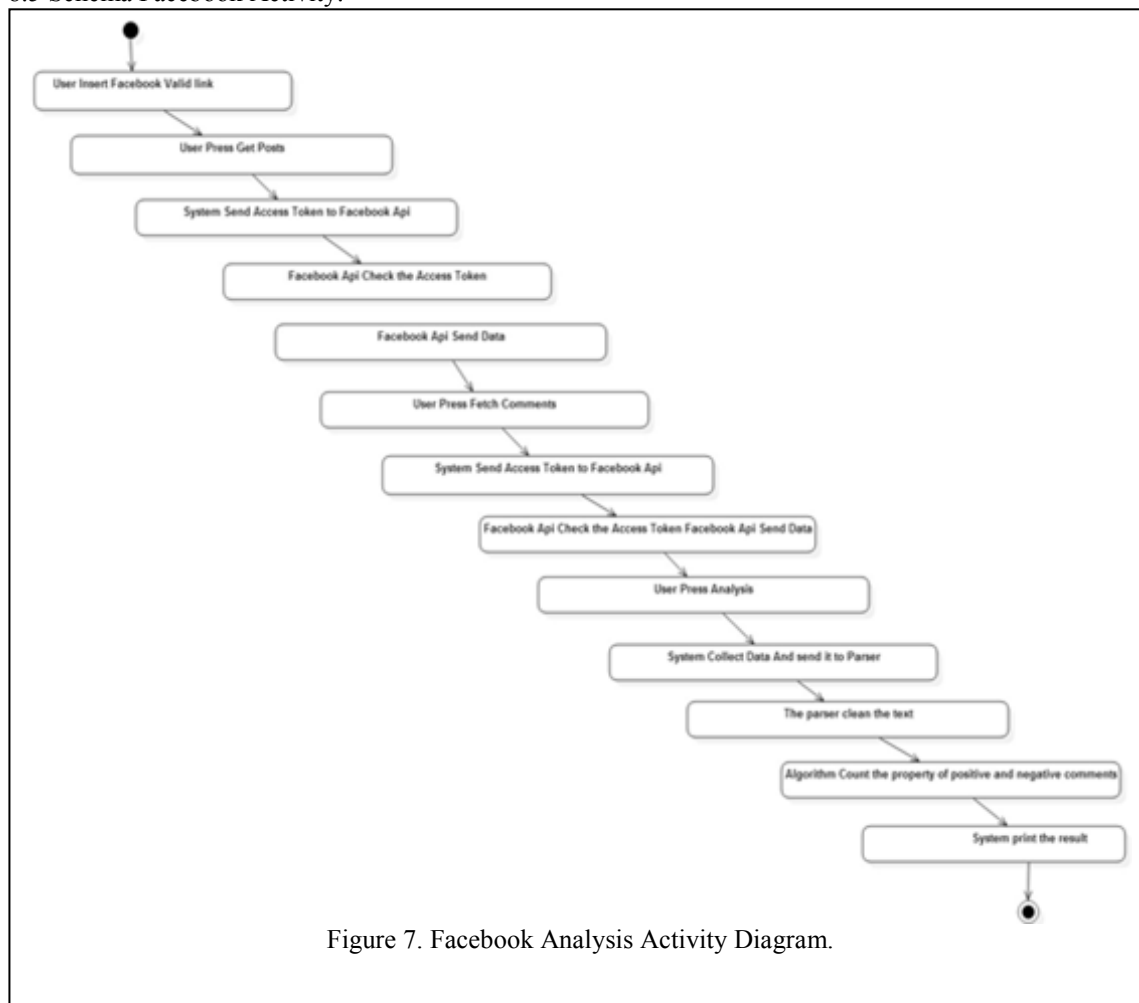 User Insert Facebook Valid link
User Press Get Posts
System Send Access Token to Facebook Api
Facebook Api Check the Access Token
Facebook Api Send Data
User Press Fetch Comments
System Send Access Token to Facebook Api
Facebook Api Check the Access Token Facebook Api Send Data
User Press Analysis
System Collect Data And send it to Parser
The parser clean the text
Algorithm Count the property of positive and negative comments
System print the result
Figure 7. Facebook Analysis Activity Diagram.